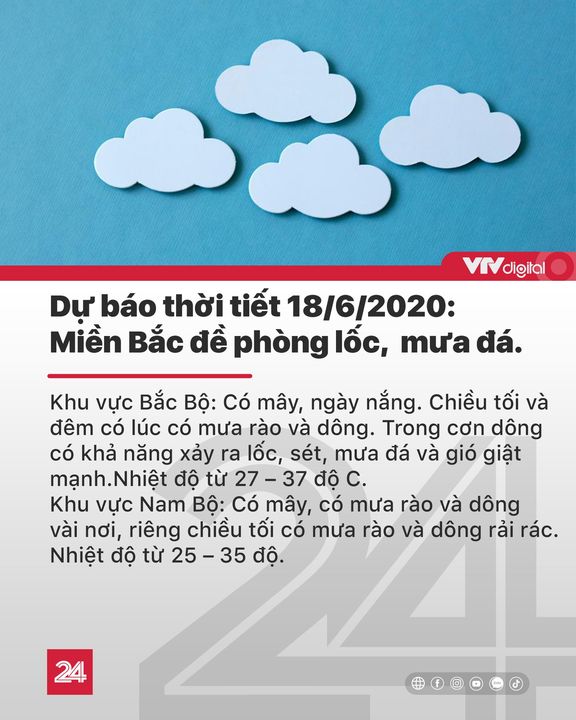 VTVdigital
Dự báo thời tiết 18/6/2020:
Miền Bắc đề phòng lốc, mưa đá.
Khu vực Bắc Bộ: Có mây, ngày nắng. Chiều tối và
đêm có lúc có mưa rào và dông. Trong cơn dông
có khả năng xảy ra lốc, sét, mưa đá và gió giật
mạnh.Nhiệt độ từ 27 – 37 độ C.
Khu vực Nam Bộ: Có mây, có mưa rào và dông
vài nơi, riêng chiều tối có mưa rào và dông rải rác.
Nhiệt độ từ 25 – 35 độ.
24
24